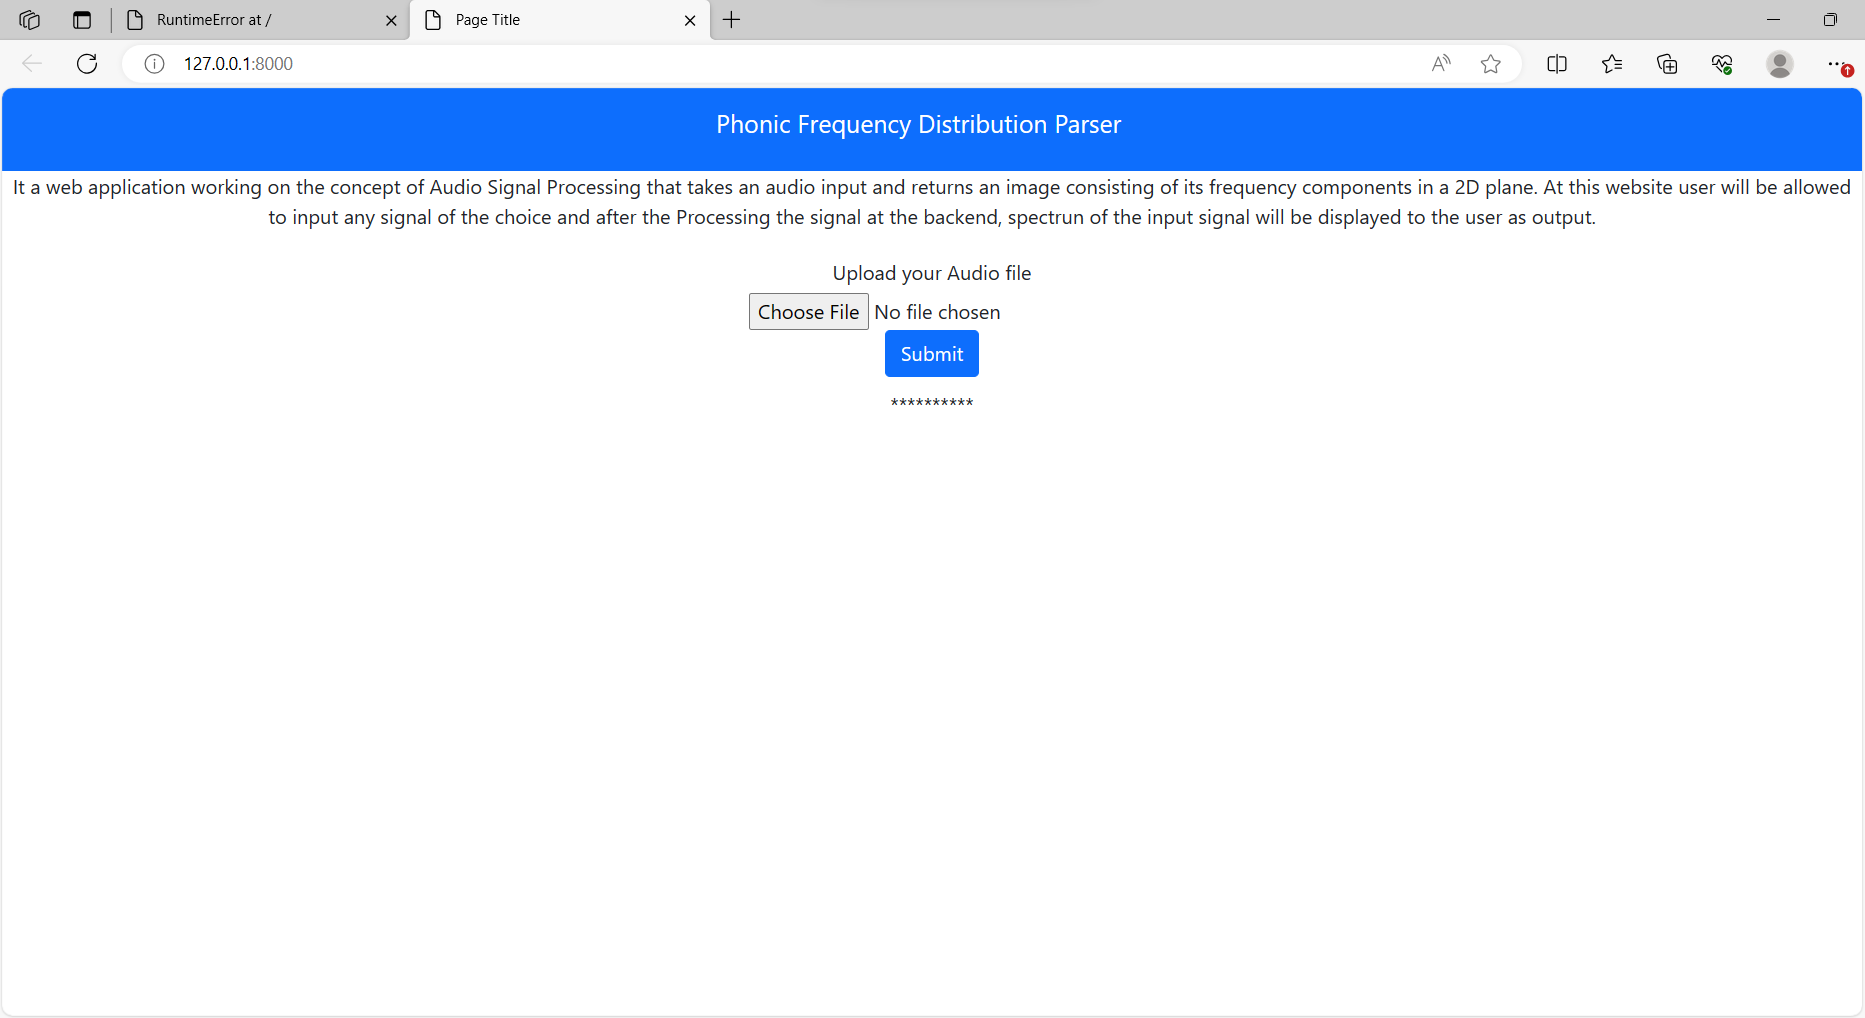 RuntimeError at /
Page Title
127.0.0.1:8000
Phonic Frequency Distribution Parser
It a web application working on the concept of Audio Signal Processing that takes an audio input and returns an image consisting of its frequency components in a 2D plane. At this website user will be allowed
to input any signal of the choice and after the Processing the signal at the backend, spectrun of the input signal will be displayed to the user as output.
Upload your Audio file
Choose File No file chosen
Submit
**********